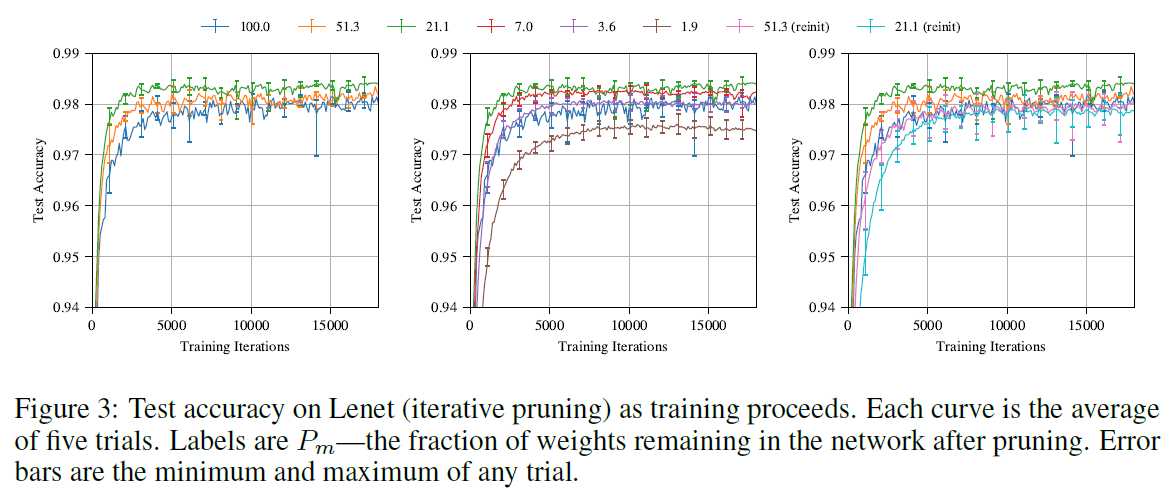 100.0 51.3 21.1 7.0 3.6 1.9 51.3 (reinit) 21.1 (reinit)
0.99
0.98
0.97
0.96
0.95
0.94
Test Accuracy
0 5000 10000 15000
Training Iterations
0.99
0.98
0.97
0.96
0.95
0.94
Test Accuracy
0 5000 10000 15000
Training Iterations
0.99
0.98
0.97
0.96
0.95
0.94
Test Accuracy
0 5000 10000 15000
Training Iterations
Figure 3: Test accuracy on Lenet (iterative pruning) as training proceeds. Each curve is the average
of five trials. Labels are Pm—the fraction of weights remaining in the network after pruning. Error
bars are the minimum and maximum of any trial.